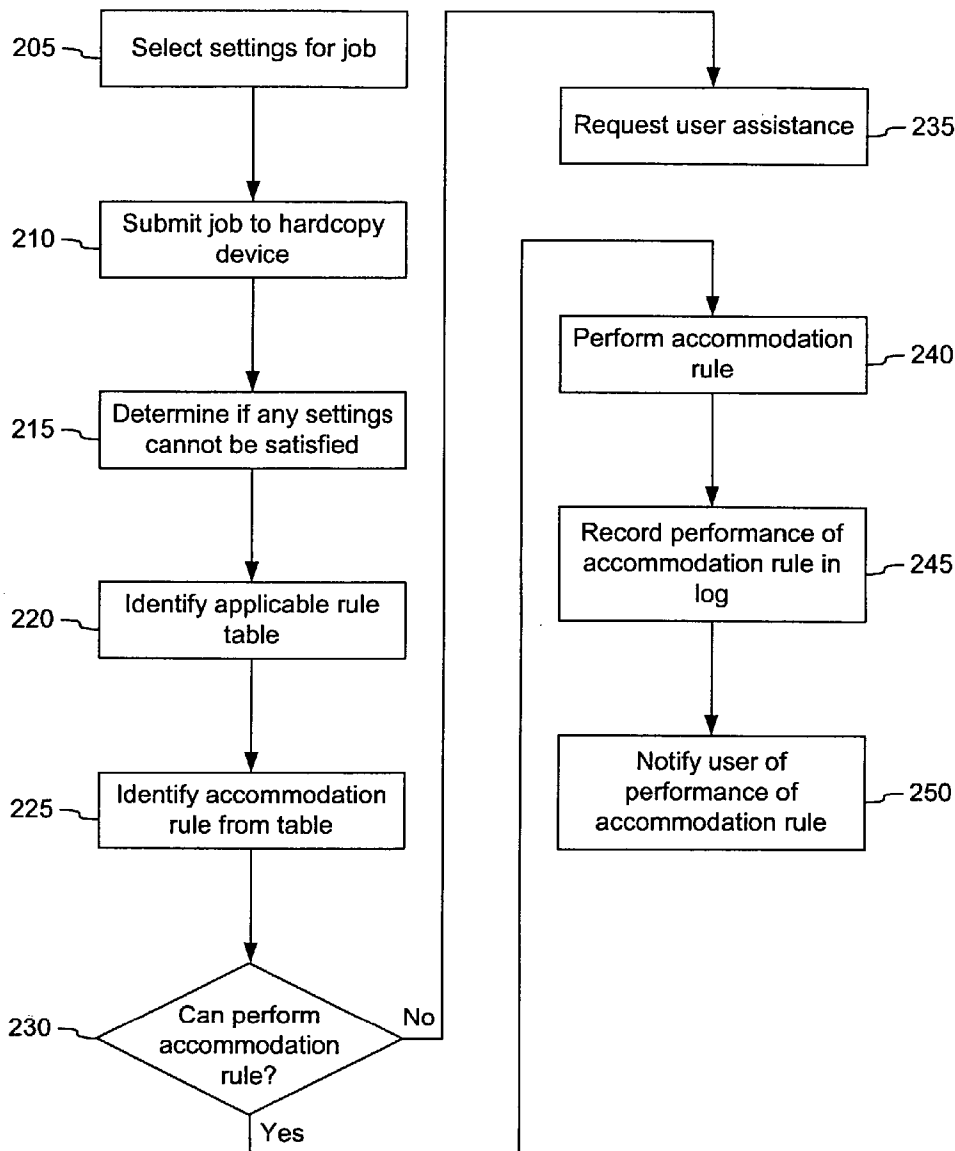 205
Select settings for job
210
Submit job to hardcopy
device
215
Determine if any settings
cannot be satisfied
220
Identify applicable rule
table
225
Identify accommodation
rule from table
230
Can perform
accommodation
rule?
No
Yes
Request user assistance
235
Perform accommodation
rule
240
Record performance of
accommodation rule in
log
245
Notify user of
performance of
accommodation rule
250